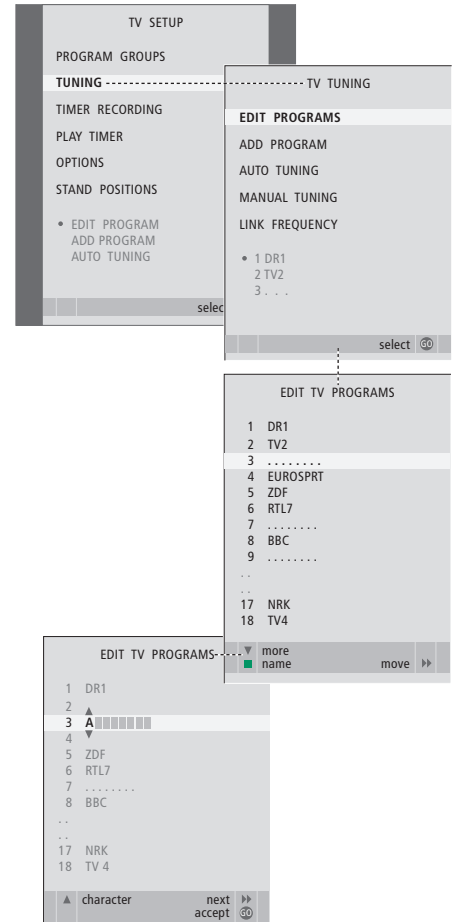 TV SETUP
PROGRAM GROUPS
TUNING
TIMER RECORDING
PLAY TIMER
OPTIONS
STAND POSITIONS
• EDIT PROGRAM
ADD PROGRAM
AUTO TUNING
selec
TV TUNING
EDIT PROGRAMS
ADD PROGRAM
AUTO TUNING
MANUAL TUNING
LINK FREQUENCY
• 1 DR1
2 TV2
3 . . .
select GO
EDIT TV PROGRAMS
1 DR1
2 TV2
3 . . . . . . . .
4 EUROSPRT
5 ZDF
6 RTL7
7 . . . . . . . .
8 BBC
9 . . . . . . . .
. .
. .
17 NRK
18 TV4
more
name move
EDIT TV PROGRAMS
1 DR1
2
3 A
4
5 ZDF
6 RTL7
7 . . . . . . . .
8 BBC
. .
. .
17 NRK
18 TV 4
character next
accept GO